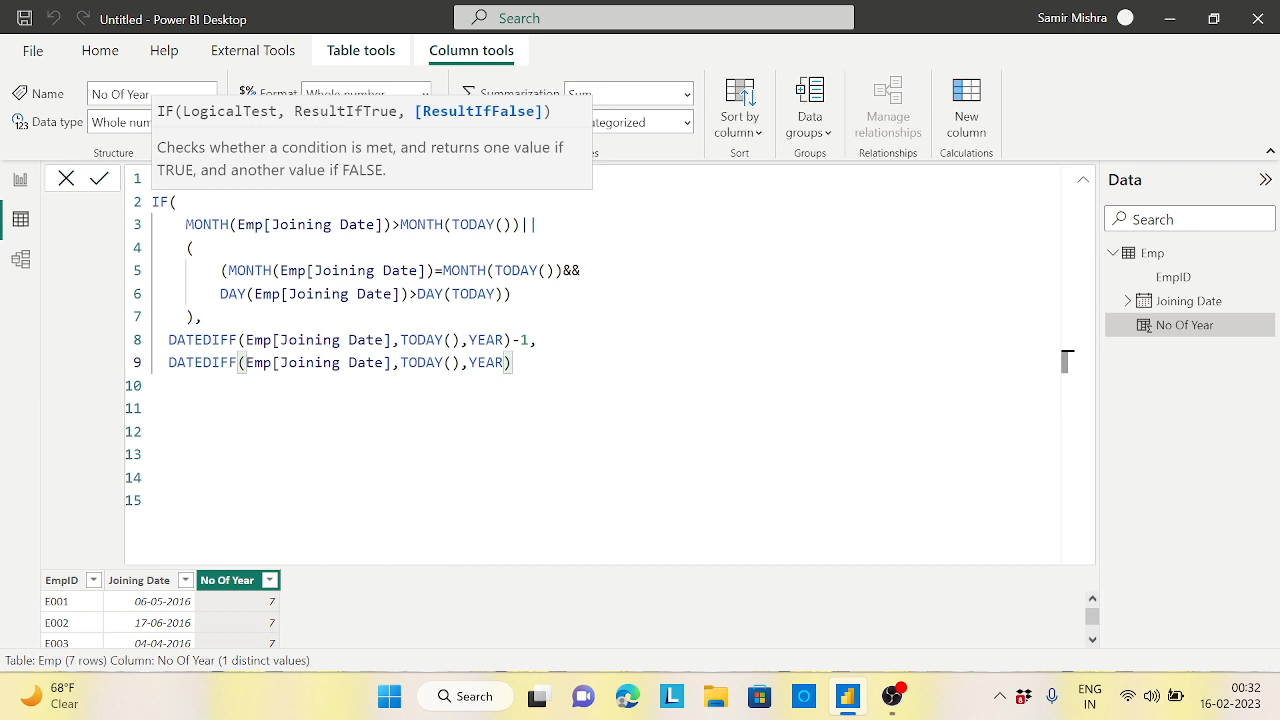 Untitled - Power BI Desktop
Search
Samir Mishra
File
Home
Help
External Tools
Table tools
Column tools
Name
No Of Year
Format
Whole number
Summarization
Sum
Data type
Whole num
ategorized
Structure
Sort by
column
Sort
Data
groups
Groups
Manage
relationships
Relationships
New
column
Calculations
IF(LogicalTest, ResultIfTrue, [ResultIfFalse])
Checks whether a condition is met, and returns one value if
TRUE, and another value if FALSE.
1
2 IF(
3 MONTH(Emp[Joining Date])>MONTH(TODAY())||
4 (
5 (MONTH(Emp[Joining Date])=MONTH(TODAY())&&
6 DAY(Emp[Joining Date])>DAY(TODAY))
7 ),
8 DATEDIFF(Emp[Joining Date],TODAY(),YEAR)-1,
9 DATEDIFF(Emp[Joining Date],TODAY(),YEAR)
10
11
12
13
14
15
Data
Search
Emp
EmpID
Joining Date
No Of Year
EmpID Joining Date No Of Year
E001 06-05-2016 7
E002 17-06-2016 7
E003 04-04-2016 7
Table: Emp (7 rows) Column: No Of Year (1 distinct values)
68°F
Clear
Search
ENG
IN
00:32
16-02-2023